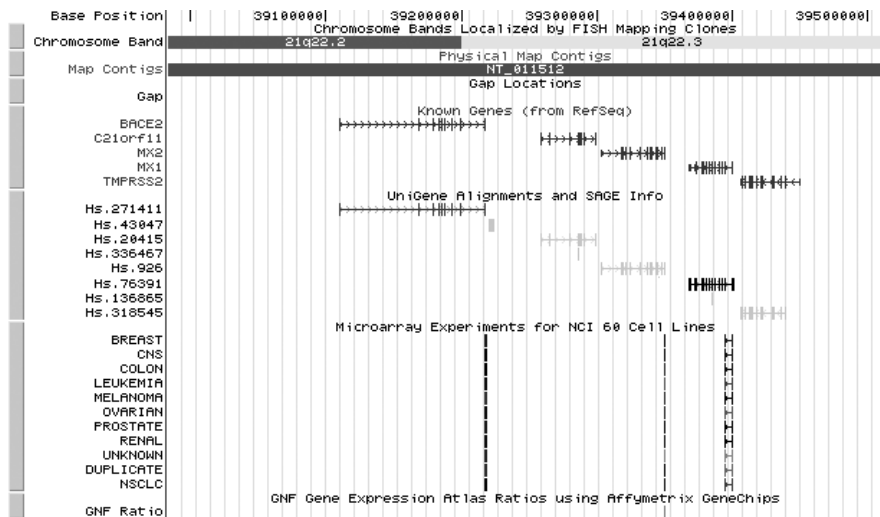 Base Position | 39100000| 39200000| 39300000| 39400000| 39500000|
Chromosome Bands Localized by FISH Mapping Clones
Chromosome Band 21q22.2 21q22.3
Physical Map Contigs
Map Contigs NT_011512
Gap Locations
Gap
Known Genes (from RefSeq)
BACE2
C21orf11
MX2
MX1
TMPRSS2
UniGene Alignments and SAGE Info
Hs.271411
Hs.43047
Hs.20415
Hs.336467
Hs.926
Hs.76391
Hs.136865
Hs.318545
Microarray Experiments for NCI 60 Cell Lines
BREAST
CNS
COLON
LEUKEMIA
MELANOMA
OVARIAN
PROSTATE
RENAL
UNKNOWN
DUPLICATE
NSCLC
GNF Gene Expression Atlas Ratios using Affymetrix GeneChips
GNF Ratio